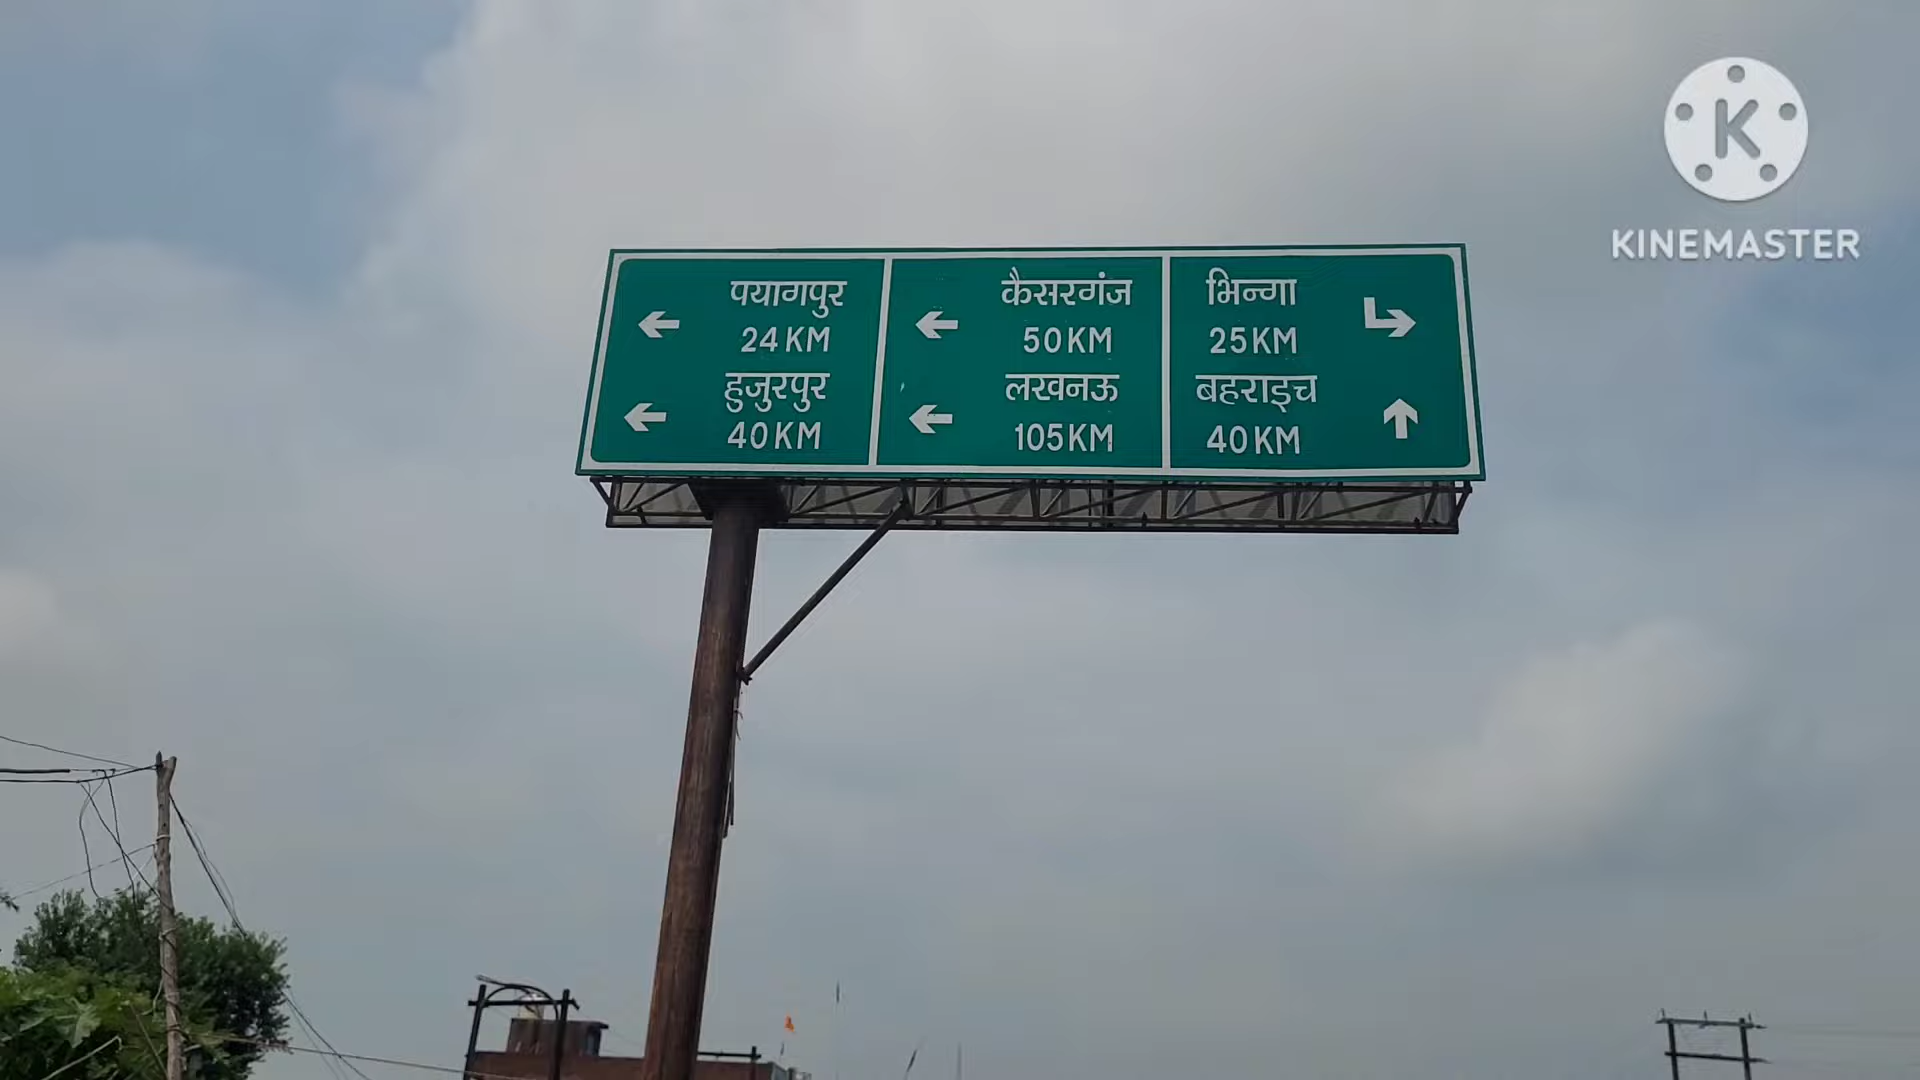 पयागपुर
24 KM
हुजुरपुर
40 KM
कैसरगंज
50 KM
लखनऊ
105 KM
भिन्गा
25 KM
बहराइच
40 KM
K
KINEMASTER